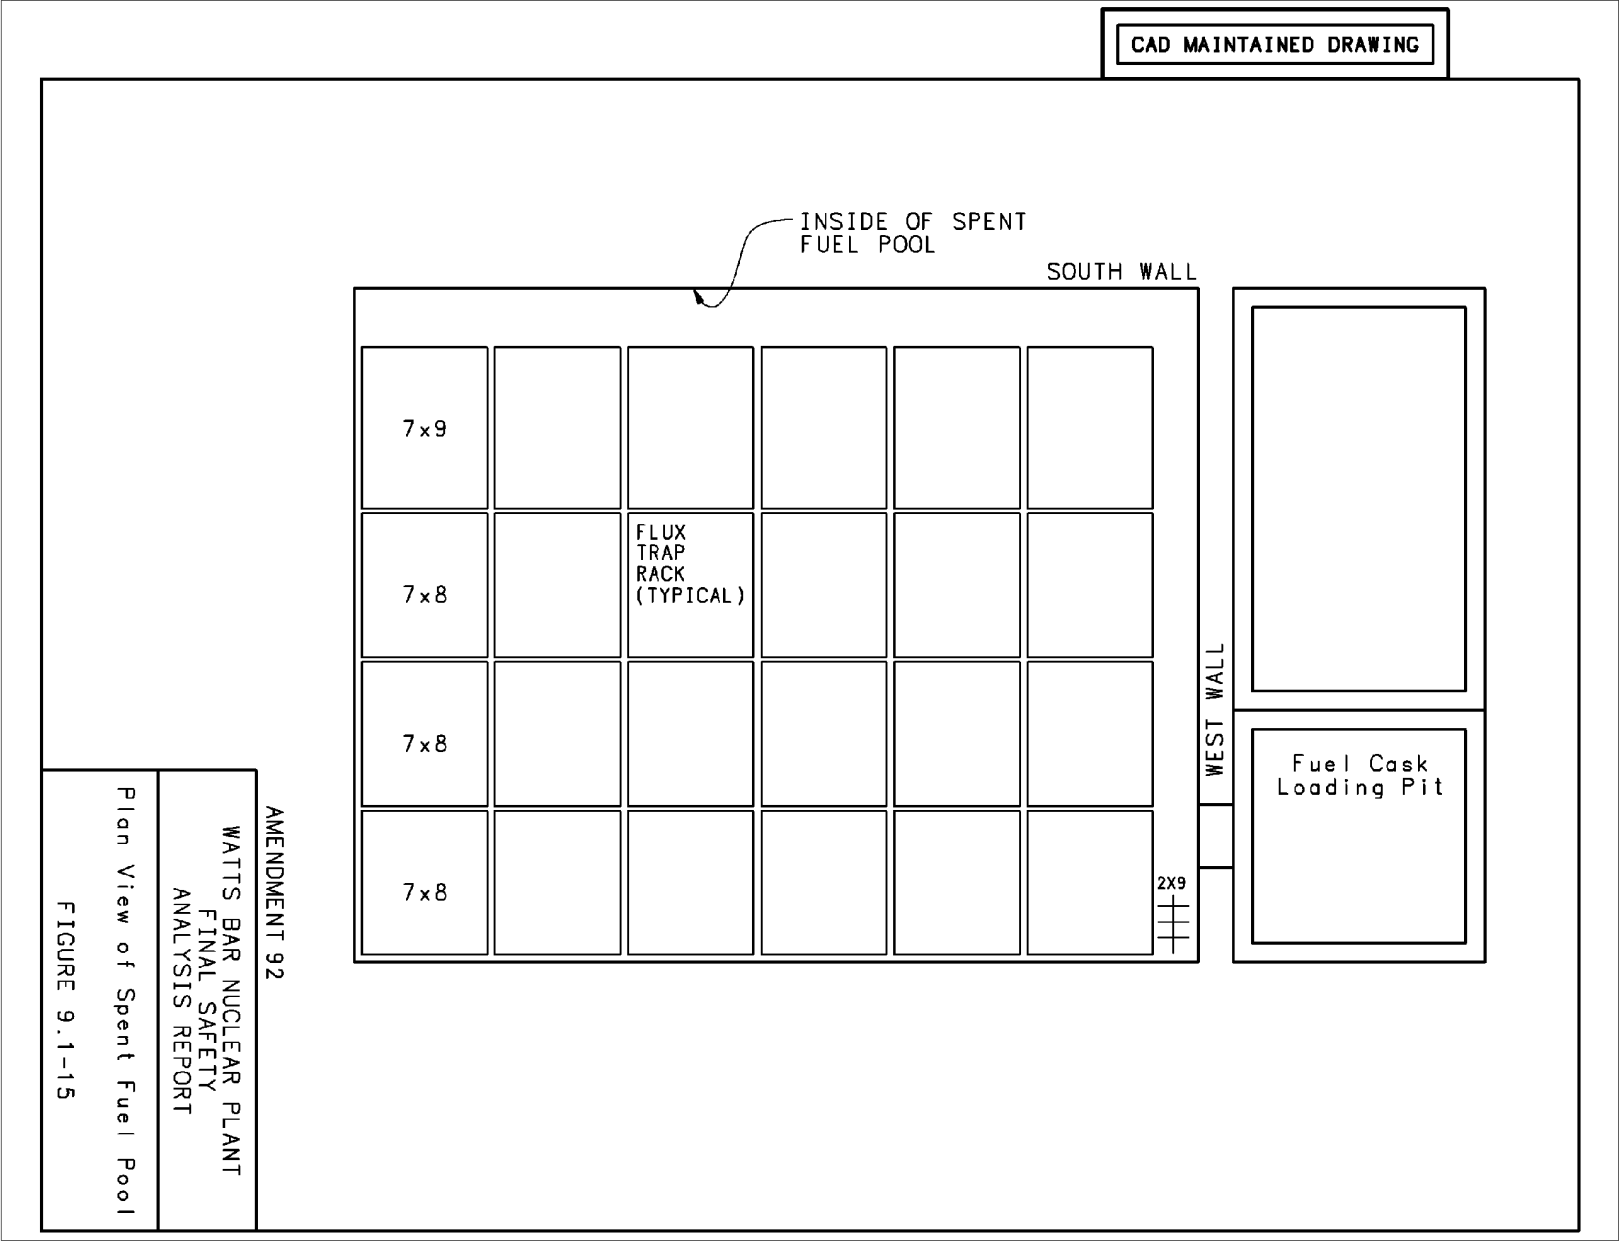 CAD MAINTAINED DRAWING
INSIDE OF SPENT
FUEL POOL
SOUTH WALL
7x9
FLUX
TRAP
RACK
(TYPICAL)
7x8
7x8
7x8
2X9
WEST WALL
Fuel Cask
Loading Pit
AMENDMENT 92
WATTS BAR NUCLEAR PLANT
FINAL SAFETY
ANALYSIS REPORT
Plan View of Spent Fuel Pool
FIGURE 9.1-15